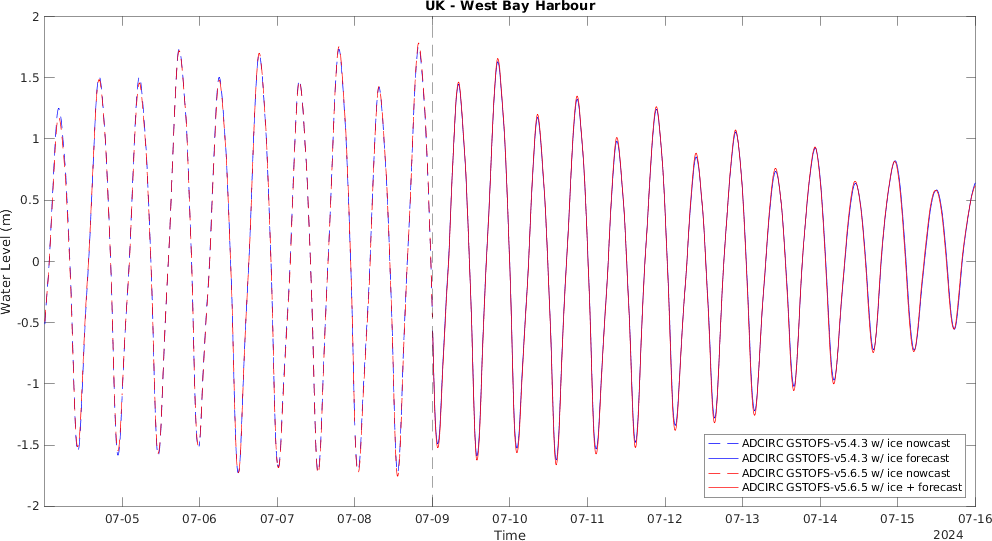 UK - West Bay Harbour
2
1.5
1
0.5
0
-0.5
-1
-1.5
-2
Water Level (m)
ADCIRC GSTOFS-v5.4.3 w/ ice nowcast
ADCIRC GSTOFS-v5.4.3 w/ ice forecast
ADCIRC GSTOFS-v5.6.5 w/ ice nowcast
ADCIRC GSTOFS-v5.6.5 w/ ice + forecast
07-05 07-06 07-07 07-08 07-09 07-10 07-11 07-12 07-13 07-14 07-15 07-16
Time
2024